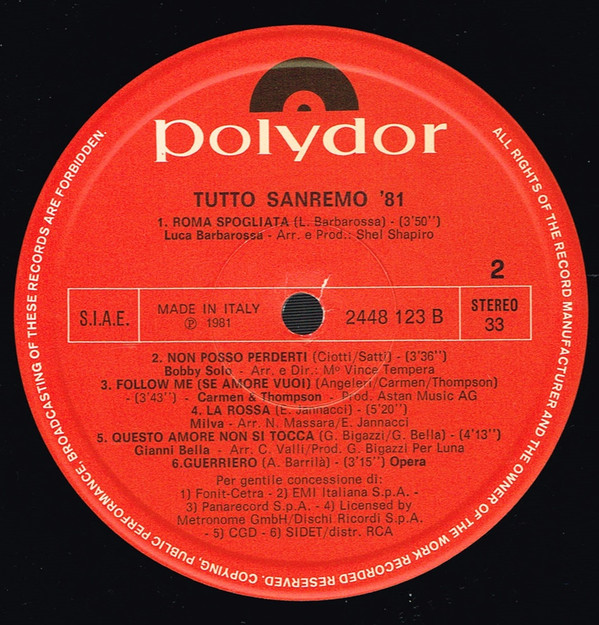 polydor
TUTTO SANREMO '81
1. ROMA SPOGLIATA (L. Barbarossa) - (3'50'')
Luca Barbarossa - Arr. e Prod.: Shel Shapiro
2
S.I.A.E.
MADE IN ITALY
℗ 1981
2448 123 B
STEREO
33
2. NON POSSO PERDERTI (Ciotti/Satti) - (3'36'')
Bobby Solo - Arr. e Dir.: Mº Vince Tempera
3. FOLLOW ME (SE AMORE VUOI) (Angeleri/Carmen/Thompson)
- (3'43'') - Carmen & Thompson - Prod. Astan Music AG
4. LA ROSSA (E. Jannacci) - (5'20'')
Milva - Arr. N. Massara/E. Jannacci
5. QUESTO AMORE NON SI TOCCA (G. Bigazzi/G. Bella) - (4'13'')
Gianni Bella - Arr. C. Valli/Prod. G. Bigazzi Per Luna
6.GUERRIERO (A. Barrilà) - (3'15'') Opera
Per gentile concessione di:
1) Fonit-Cetra - 2) EMI Italiana S.p.A. -
3) Panarecord S.p.A. - 4) Licensed by
Metronome GmbH/Dischi Ricordi S.p.A.
- 5) CGD - 6) SIDET/distr. RCA
ALL RIGHTS OF THE RECORD MANUFACTURER AND THE OWNER OF THE WORK RECORDED RESERVED. COPYING, PUBLIC PERFORMANCE, BROADCASTING OF THESE RECORDS ARE FORBIDDEN.